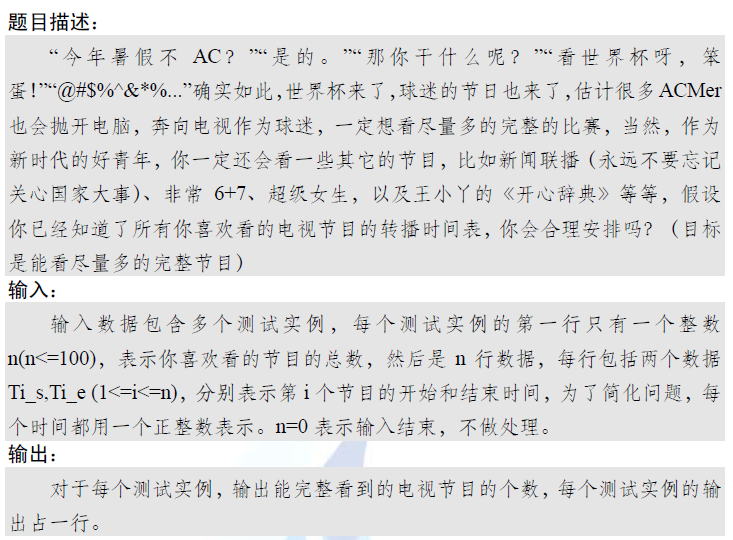 题目描述：
“今年暑假不 AC？”“是的。”“那你干什么呢？”“看世界杯呀，笨
蛋!”“@#$%^&*%...”确实如此,世界杯来了,球迷的节日也来了,估计很多ACMer
也会抛开电脑，奔向电视作为球迷，一定想看尽量多的完整的比赛，当然，作为
新时代的好青年，你一定还会看一些其它的节目，比如新闻联播（永远不要忘记
关心国家大事）、非常 6+7、超级女生，以及王小丫的《开心辞典》等等，假设
你已经知道了所有你喜欢看的电视节目的转播时间表，你会合理安排吗？（目标
是能看尽量多的完整节目）
输入：
输入数据包含多个测试实例，每个测试实例的第一行只有一个整数
n(n<=100)，表示你喜欢看的节目的总数，然后是 n 行数据，每行包括两个数据
Ti_s,Ti_e (1<=i<=n)，分别表示第 i 个节目的开始和结束时间，为了简化问题，每
个时间都用一个正整数表示。n=0 表示输入结束，不做处理。
输出：
对于每个测试实例，输出能完整看到的电视节目的个数，每个测试实例的输
出占一行。